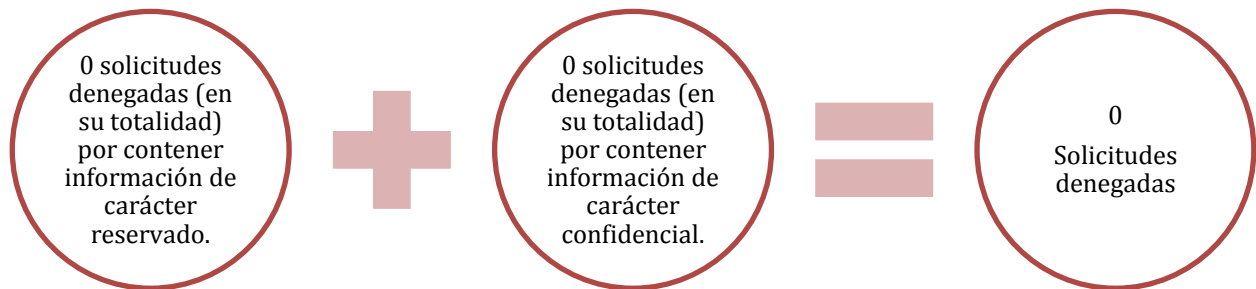 0 solicitudes
denegadas (en
su totalidad)
por contener
información de
carácter
reservado.
0 solicitudes
denegadas (en
su totalidad)
por contener
información de
carácter
confidencial.
0
Solicitudes
denegadas